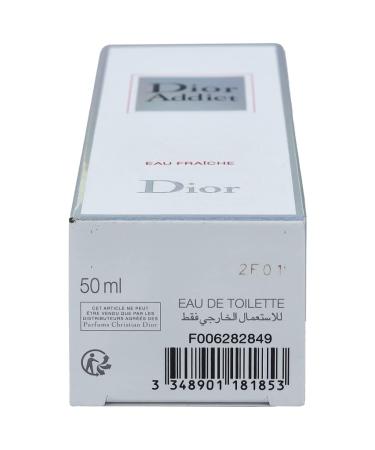 Dior
Addict
EAU FRAÎCHE
Dior
2F01
50 ml
CET ARTICLE NE PEUT
ÊTRE VENDU QUE PAR LES
DISTRIBUTEURS AGRÉÉS DES
Parfums Christian Dior
EAU DE TOILETTE
للاستعمال الخارجي فقط
F006282849
3 348901 181853